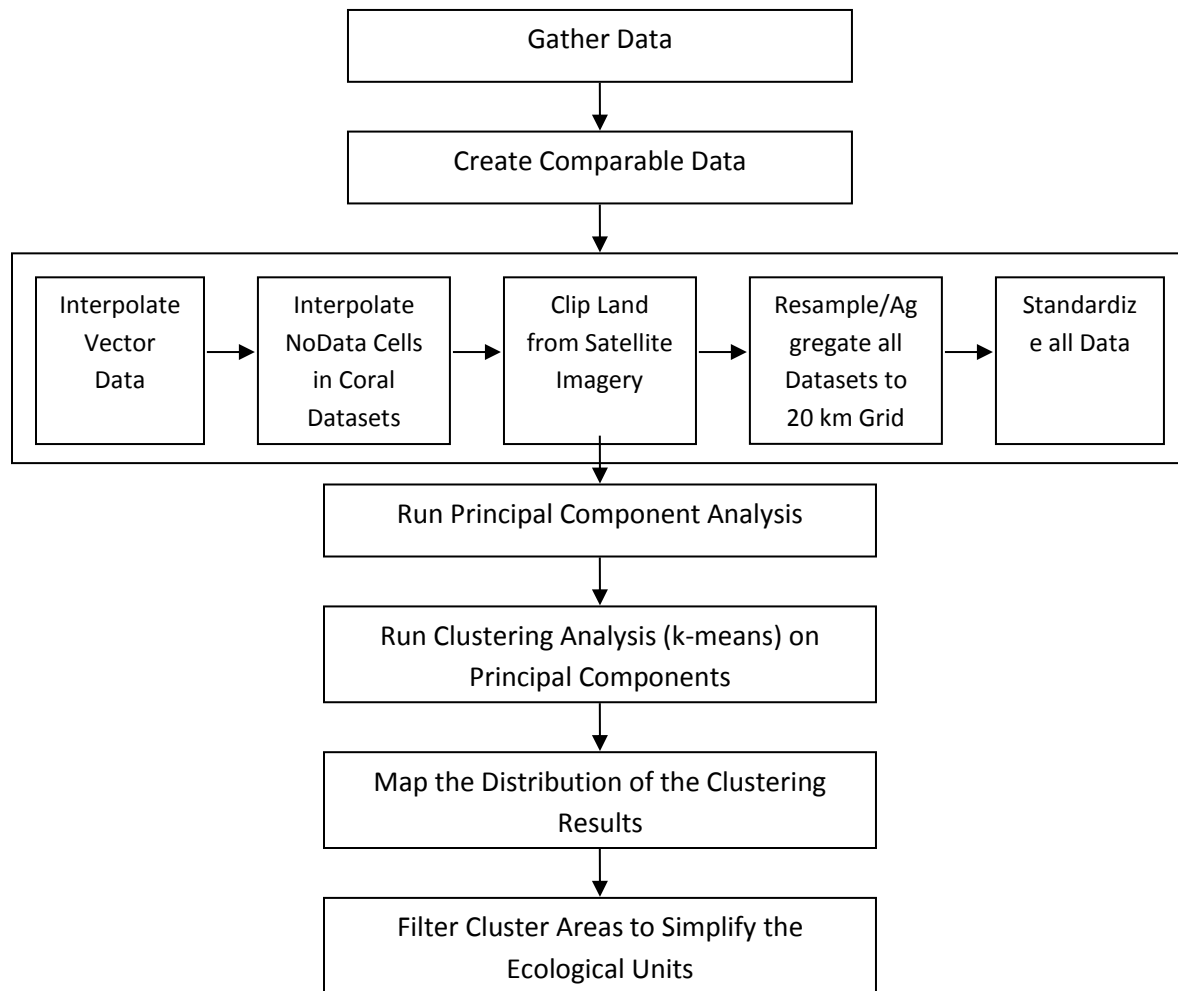 Gather Data
Create Comparable Data
Interpolate
Vector
Data
Interpolate
NoData Cells
in Coral
Datasets
Clip Land
from Satellite
Imagery
Resample/Ag
gregate all
Datasets to
20 km Grid
Standardiz
e all Data
Run Principal Component Analysis
Run Clustering Analysis (k-means) on
Principal Components
Map the Distribution of the Clustering
Results
Filter Cluster Areas to Simplify the
Ecological Units